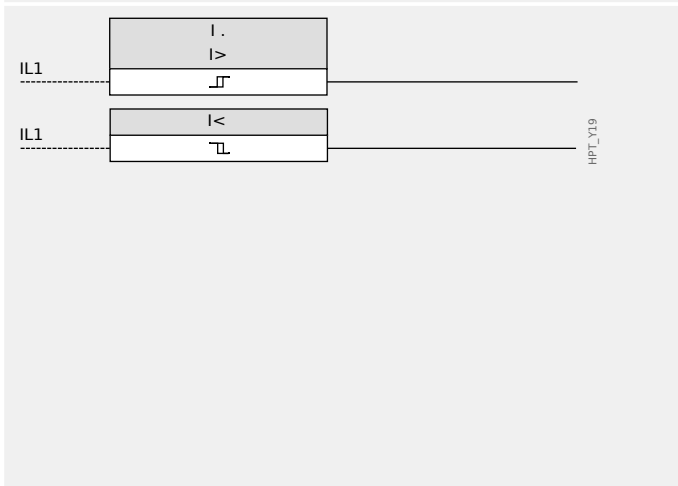 I .
I>
IL1
I<
IL1
HPT_Y19